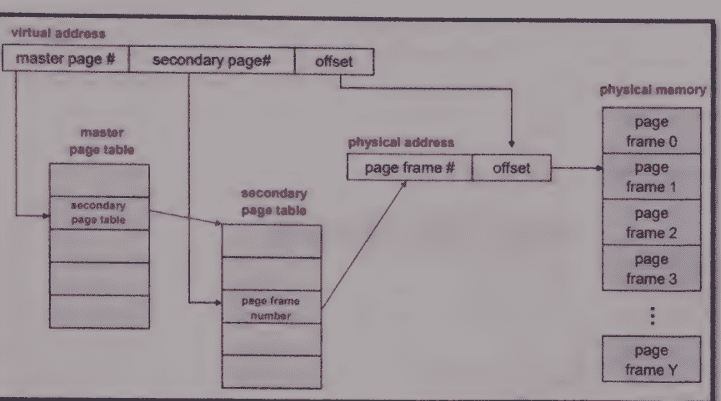 virtual address
master page #
secondary page#
offset
physical memory
master
page table
secondary
page table
physical address
page frame #
offset
secondary
page table
page frame
number
page
frame 0
page
frame 1
page
frame 2
page
frame 3
page
frame Y